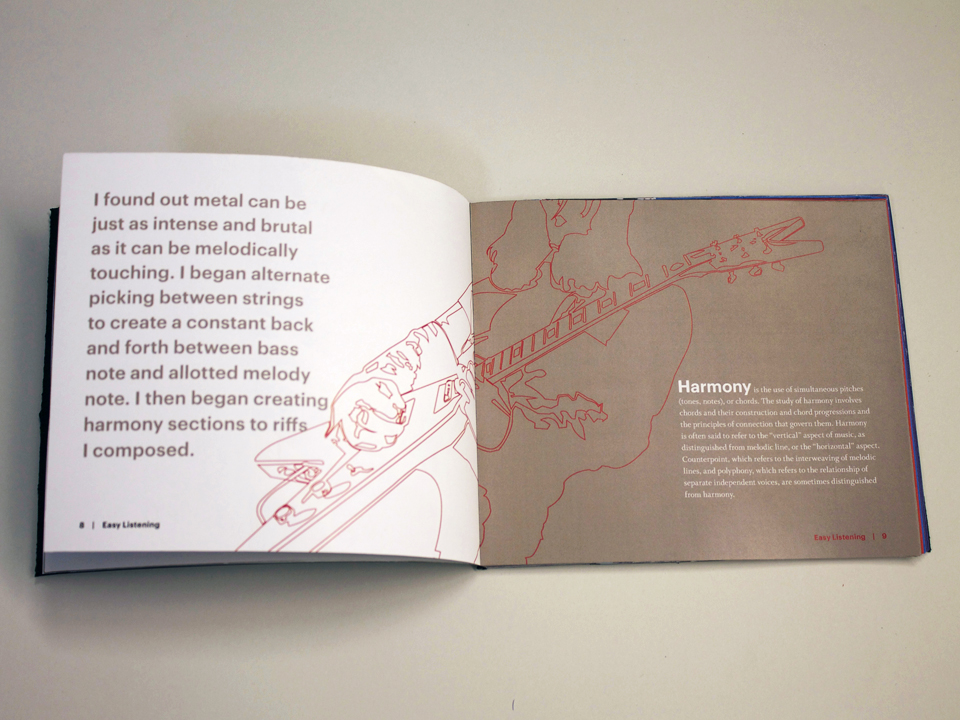 I found out metal can be
just as intense and brutal
as it can be melodically
touching. I began alternate
picking between strings
to create a constant back
and forth between bass
note and allotted melody
note. I then began creating
harmony sections to riffs
I composed.
8 | Easy Listening
Harmony is the use of simultaneous pitches
(tones, notes), or chords. The study of harmony involves
chords and their construction and chord progressions and
the principles of connection that govern them. Harmony
is often said to refer to the "vertical" aspect of music, as
distinguished from melodic line, or the "horizontal" aspect.
Counterpoint, which refers to the interweaving of melodic
lines, and polyphony, which refers to the relationship of
separate independent voices, are sometimes distinguished
from harmony.
Easy Listening | 9